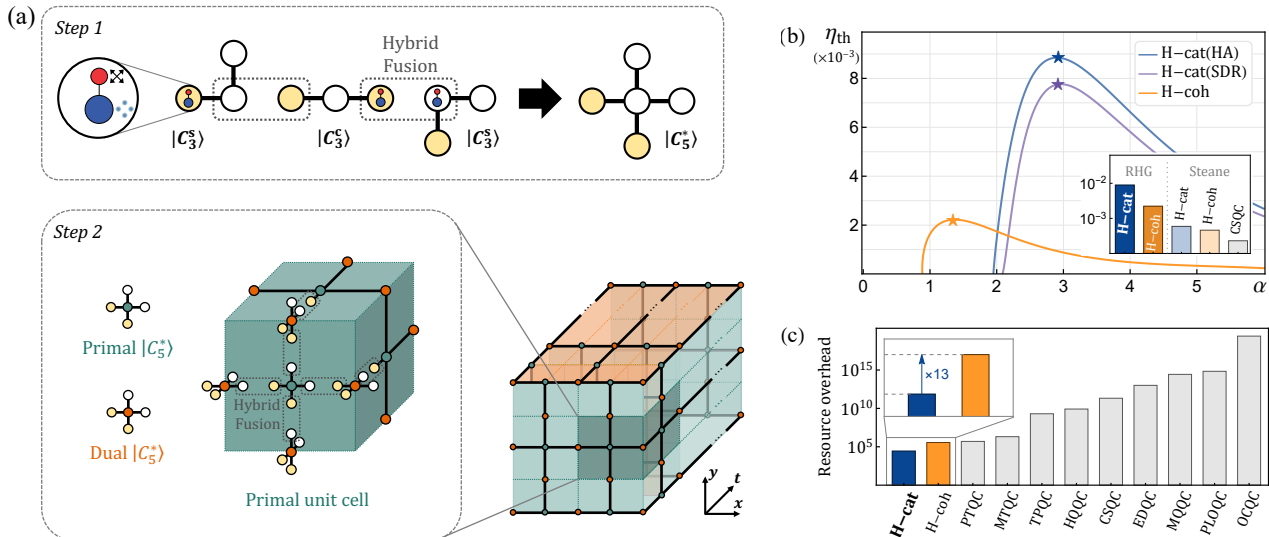 (a)
Step 1
Hybrid
Fusion
|C₃ˢ⟩
|C₃ᶜ⟩
|C₃ˢ⟩
|C₅*⟩
Step 2
Primal |C₅*⟩
Dual |C₅*⟩
Hybrid
Fusion
Primal unit cell
y
t
x
(b)
η_th
(×10⁻³)
8
6
4
2
0
1
2
3
4
5
α
H−cat(HA)
H−cat(SDR)
H−coh
RHG
Steane
10⁻²
10⁻³
H−cat
H−coh
H−cat
H−coh
CSQC
(c)
Resource overhead
10¹⁵
10¹⁰
10⁵
×13
H−cat
H−coh
PTQC
MTQC
TPQC
HQQC
CSQC
EDQC
MQQC
PLOQC
OCQC